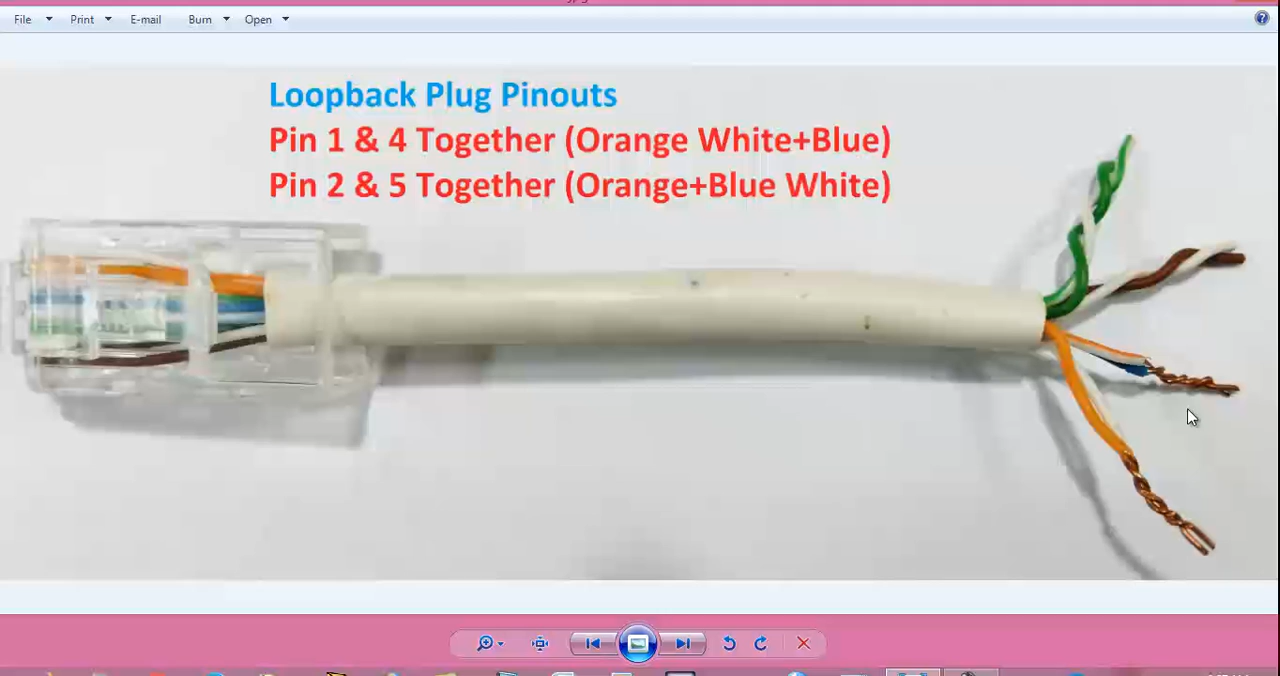 File Print E-mail Burn Open
Loopback Plug Pinouts
Pin 1 & 4 Together (Orange White+Blue)
Pin 2 & 5 Together (Orange+Blue White)